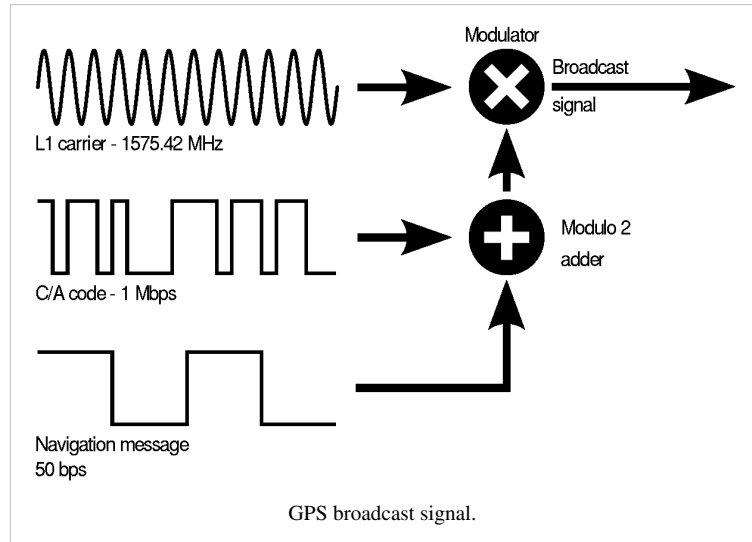 Modulator
Broadcast
signal
L1 carrier - 1575.42 MHz
C/A code - 1 Mbps
Modulo 2
adder
Navigation message
50 bps
GPS broadcast signal.